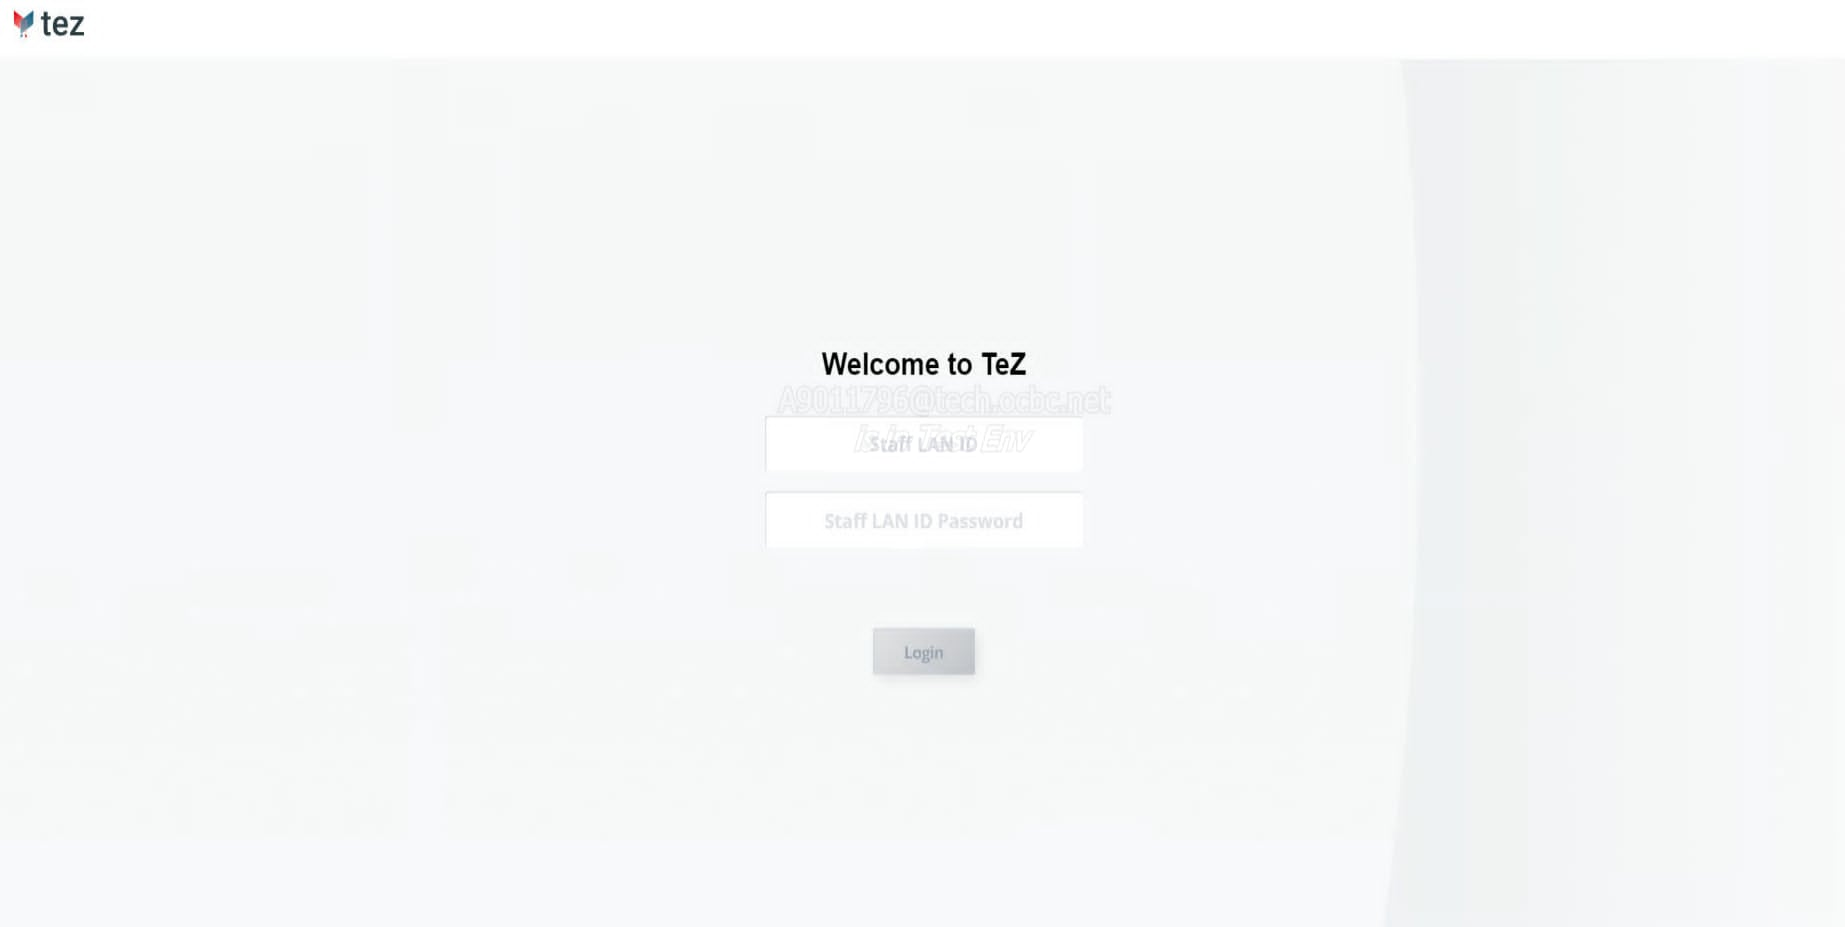 tez
Welcome to TeZ
A9011796@tech.ocbc.net
is in Test Env
Staff LAN ID
Staff LAN ID Password
Login